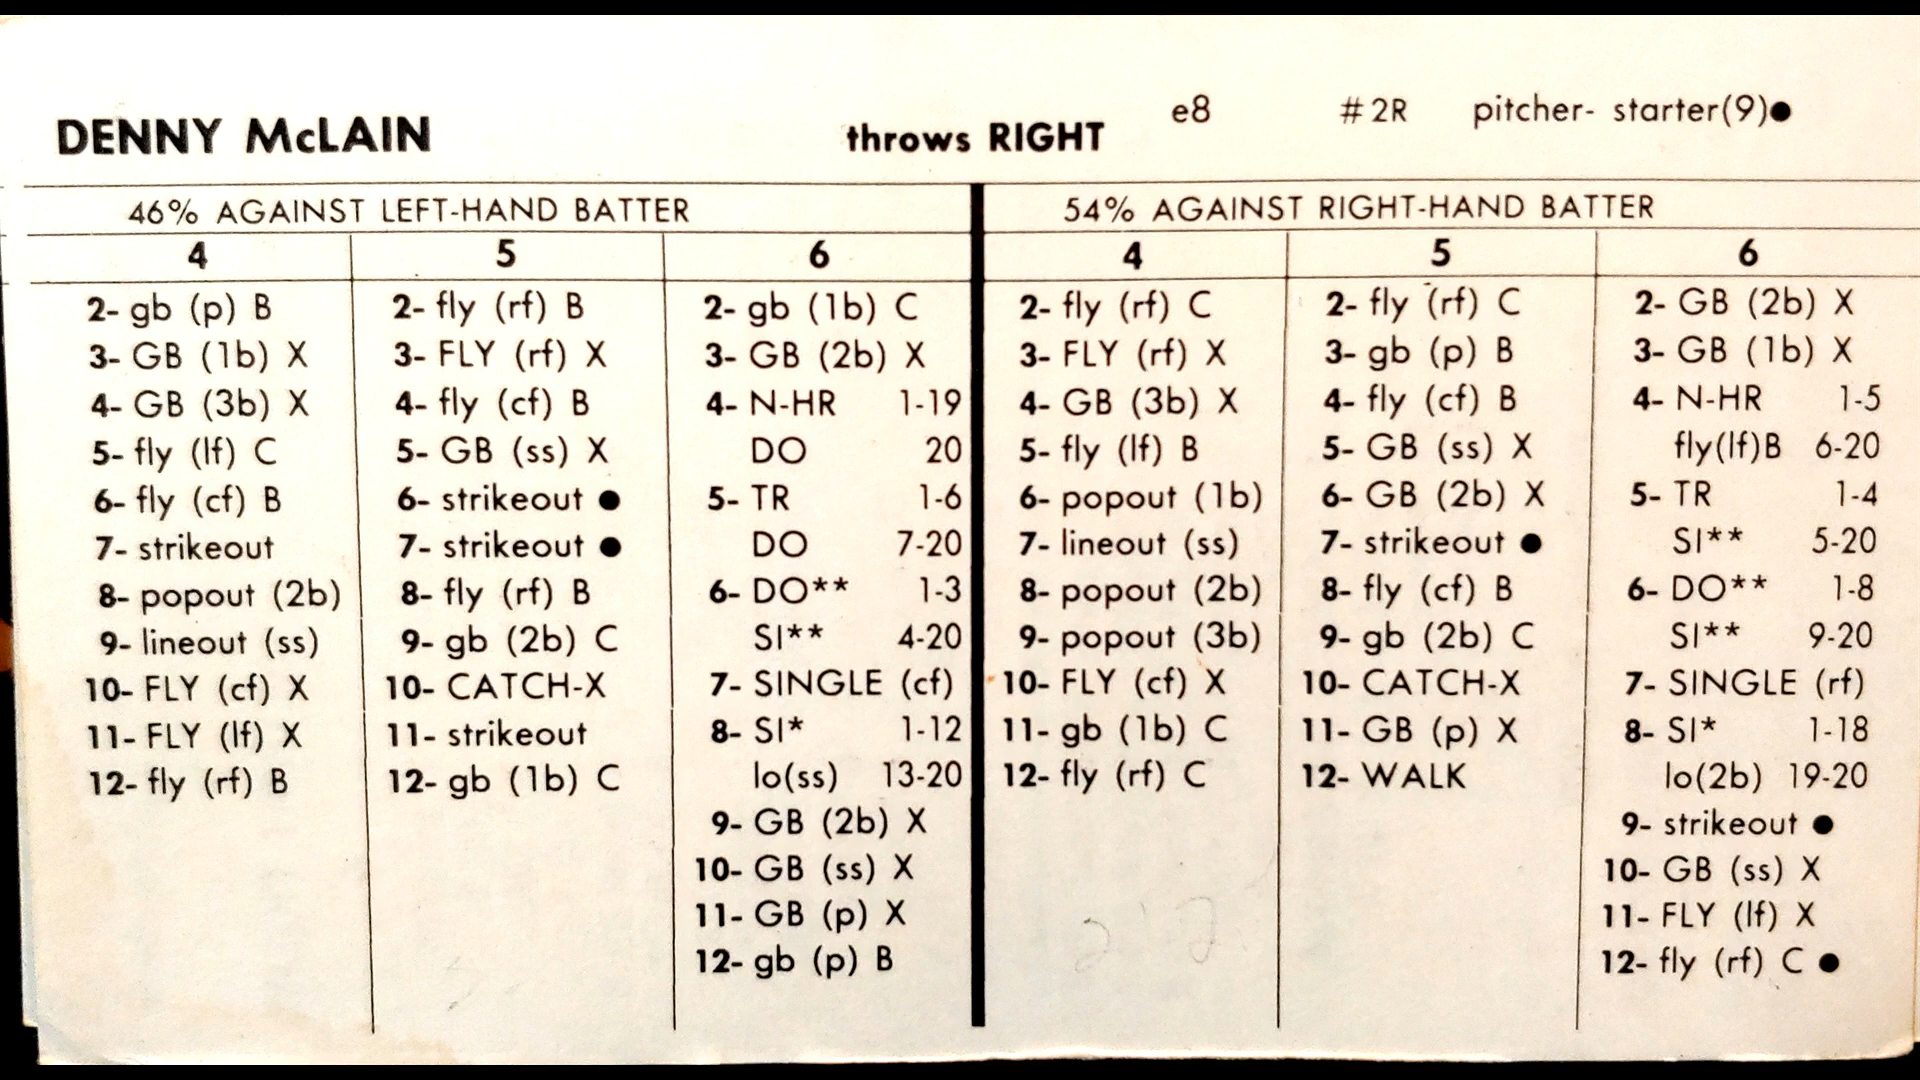 DENNY McLAIN throws RIGHT e8 #2R pitcher- starter(9)●
46% AGAINST LEFT-HAND BATTER
4 5 6
2- gb (p) B 2- fly (rf) B 2- gb (1b) C
3- GB (1b) X 3- FLY (rf) X 3- GB (2b) X
4- GB (3b) X 4- fly (cf) B 4- N-HR 1-19
5- fly (lf) C 5- GB (ss) X DO 20
6- fly (cf) B 6- strikeout ● 5- TR 1-6
7- strikeout 7- strikeout ● DO 7-20
8- popout (2b) 8- fly (rf) B 6- DO** 1-3
9- lineout (ss) 9- gb (2b) C SI** 4-20
10- FLY (cf) X 10- CATCH-X 7- SINGLE (cf)
11- FLY (lf) X 11- strikeout 8- SI* 1-12
12- fly (rf) B 12- gb (1b) C lo(ss) 13-20
9- GB (2b) X
10- GB (ss) X
11- GB (p) X
12- gb (p) B
54% AGAINST RIGHT-HAND BATTER
4 5 6
2- fly (rf) C 2- fly (rf) C 2- GB (2b) X
3- FLY (rf) X 3- gb (p) B 3- GB (1b) X
4- GB (3b) X 4- fly (cf) B 4- N-HR 1-5
5- fly (lf) B 5- GB (ss) X fly(lf)B 6-20
6- popout (1b) 6- GB (2b) X 5- TR 1-4
7- lineout (ss) 7- strikeout ● SI** 5-20
8- popout (2b) 8- fly (cf) B 6- DO** 1-8
9- popout (3b) 9- gb (2b) C SI** 9-20
10- FLY (cf) X 10- CATCH-X 7- SINGLE (rf)
11- gb (1b) C 11- GB (p) X 8- SI* 1-18
12- fly (rf) C 12- WALK lo(2b) 19-20
9- strikeout ●
10- GB (ss) X
11- FLY (lf) X
12- fly (rf) C ●